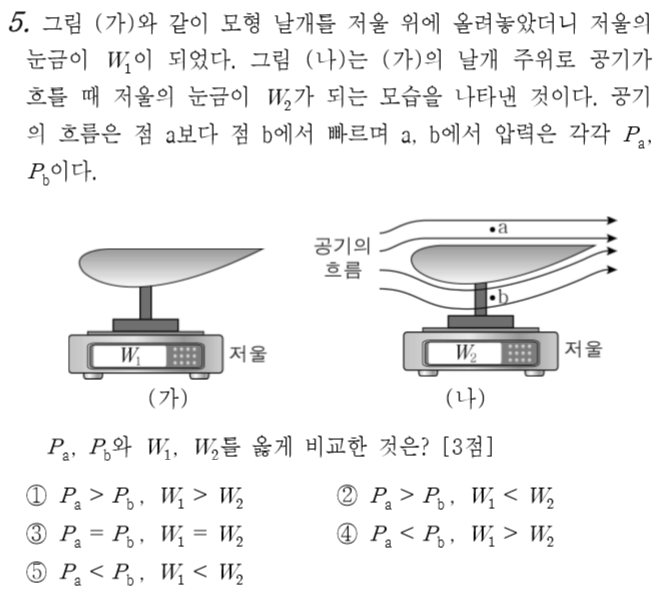 5. 그림 (가)와 같이 모형 날개를 저울 위에 올려놓았더니 저울의
눈금이 W₁이 되었다. 그림 (나)는 (가)의 날개 주위로 공기가
흐를 때 저울의 눈금이 W₂가 되는 모습을 나타낸 것이다. 공기
의 흐름은 점 a보다 점 b에서 빠르며 a, b에서 압력은 각각 Pₐ,
P_b이다.
공기의
흐름
a
b
W₁
저울
W₂
저울
(가)
(나)
Pₐ, P_b와 W₁, W₂를 옳게 비교한 것은? [3점]
① Pₐ > P_b, W₁ > W₂
② Pₐ > P_b, W₁ < W₂
③ Pₐ = P_b, W₁ = W₂
④ Pₐ < P_b, W₁ > W₂
⑤ Pₐ < P_b, W₁ < W₂